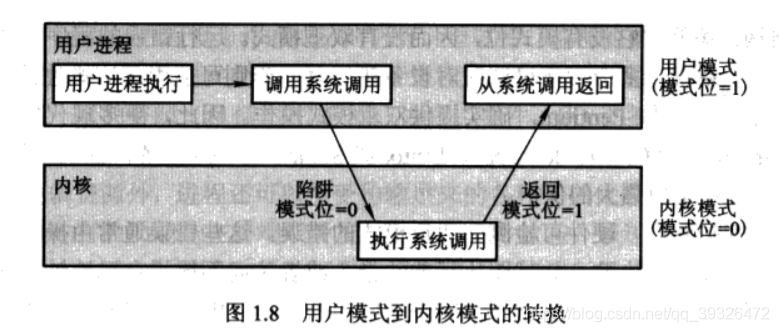 用户进程
用户进程执行
调用系统调用
从系统调用返回
用户模式
(模式位=1)
内核
陷阱
模式位=0
返回
模式位=1
执行系统调用
内核模式
(模式位=0)
图 1.8 用户模式到内核模式的转换
https://blog.csdn.net/qq_39326472